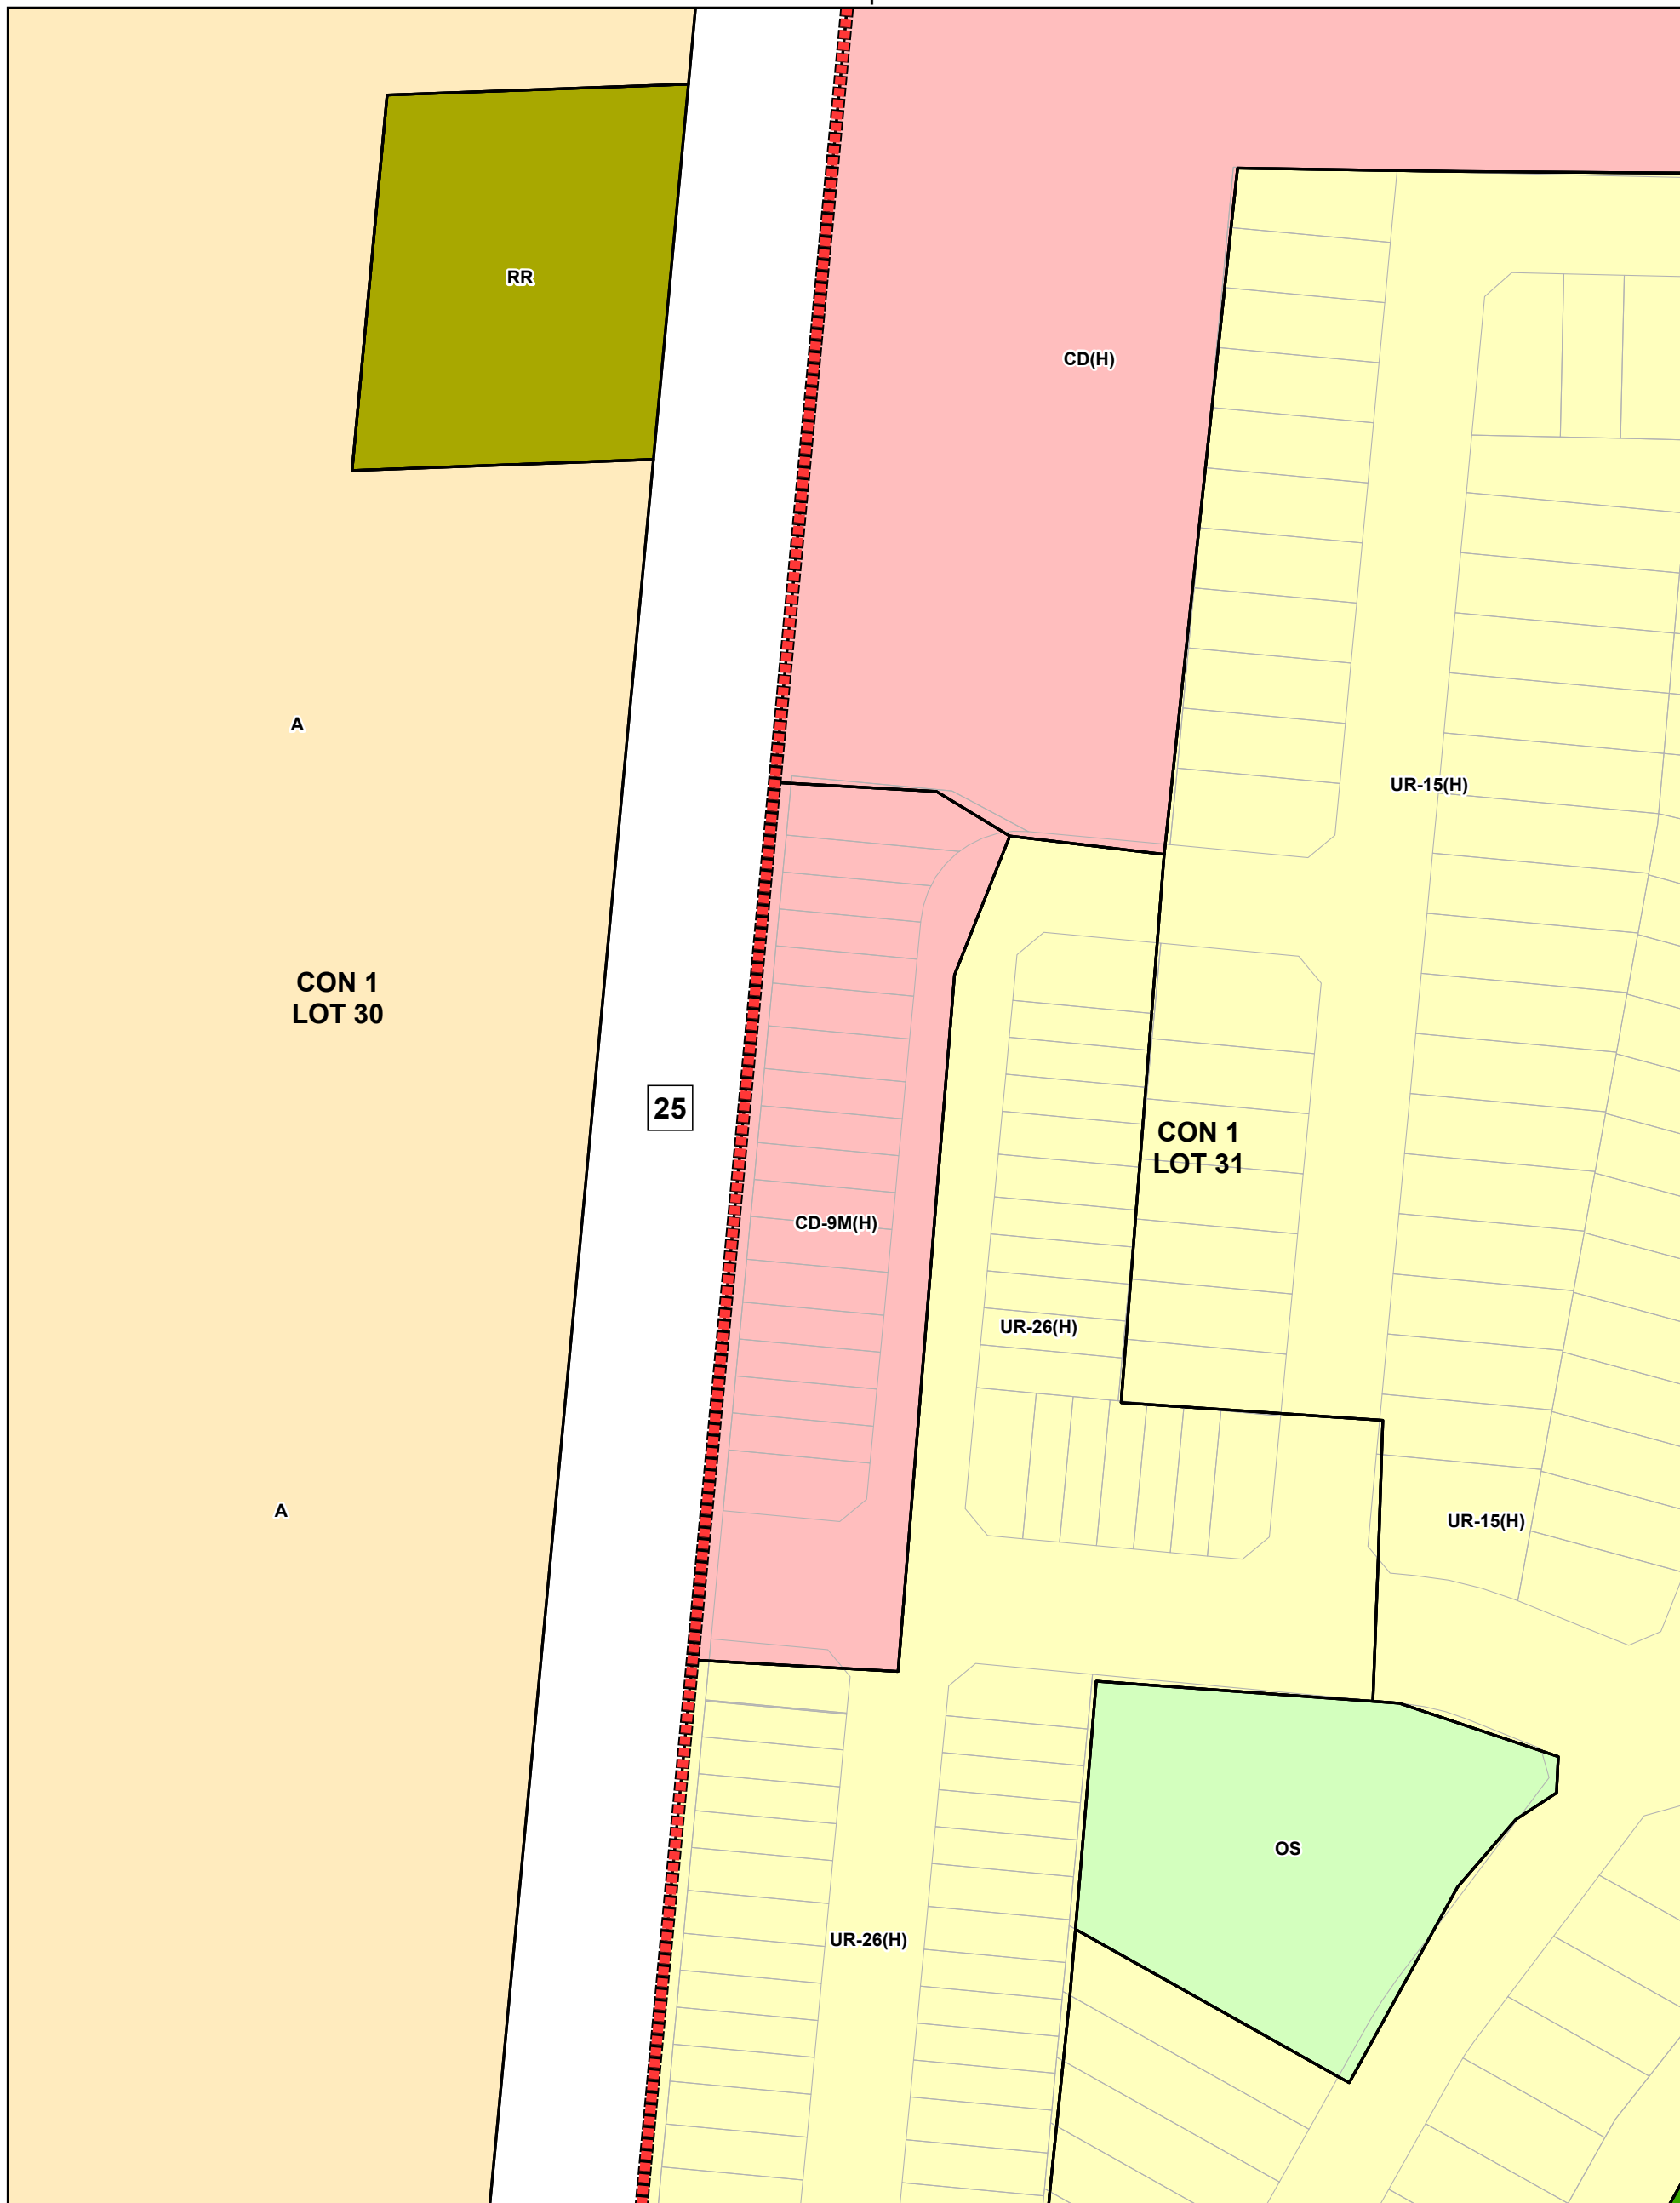 RR
CD(H)
A
UR-15(H)
CON 1
LOT 30
25
CON 1
LOT 31
CD-9M(H)
UR-26(H)
A
UR-15(H)
OS
UR-26(H)